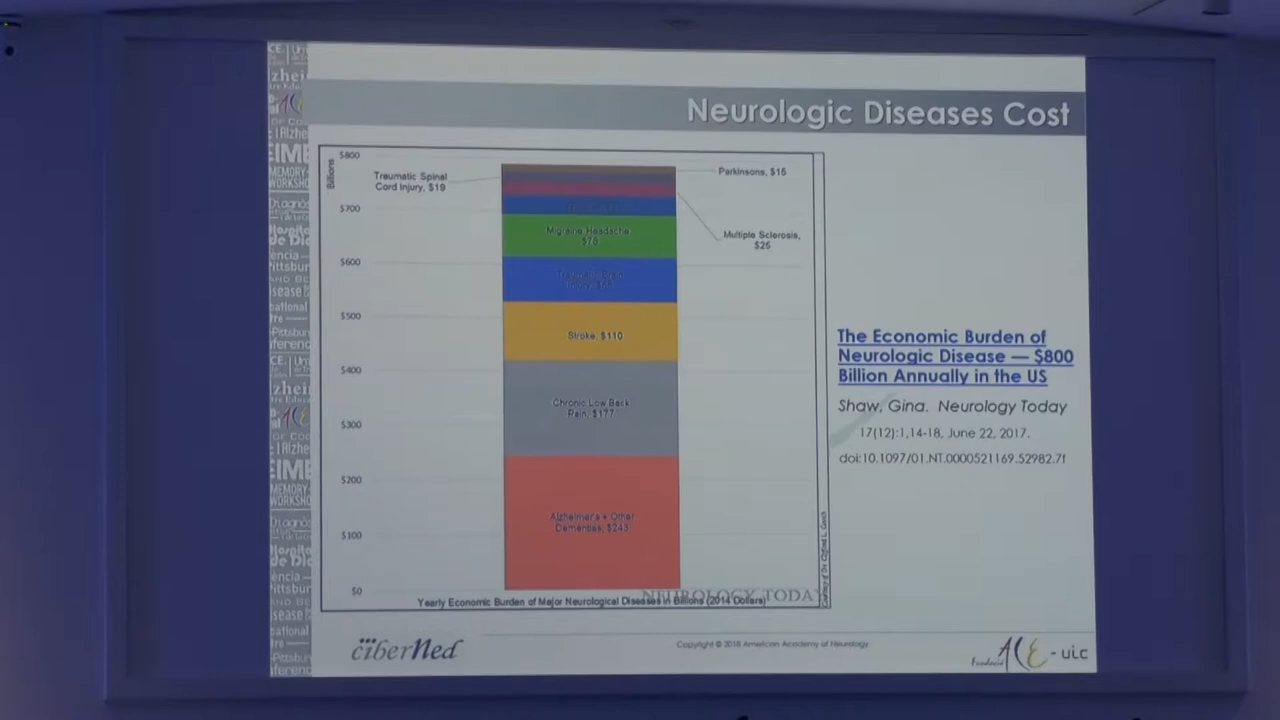 Neurologic Diseases Cost
$800
Billions
$700
$600
$500
$400
$300
$200
$100
$0
Traumatic Spinal
Cord Injury, $19
Parkinsons, $15
Multiple Sclerosis,
$25
Migraine Headache
$78
Traumatic Brain
Stroke, $110
Chronic Low Back
Pain, $177
Alzheimer's + Other
Dementias, $243
NEUROLOGY TODAY
Yearly Economic Burden of Major Neurological Diseases in Billions (2014 Dollars)
The Economic Burden of
Neurologic Disease — $800
Billion Annually in the US
Shaw, Gina. Neurology Today
17(12):1,14-18, June 22, 2017.
doi:10.1097/01.NT.0000521169.52982.7f
ciberNed
Copyright © 2018 American Academy of Neurology
Fundació ACE - uic